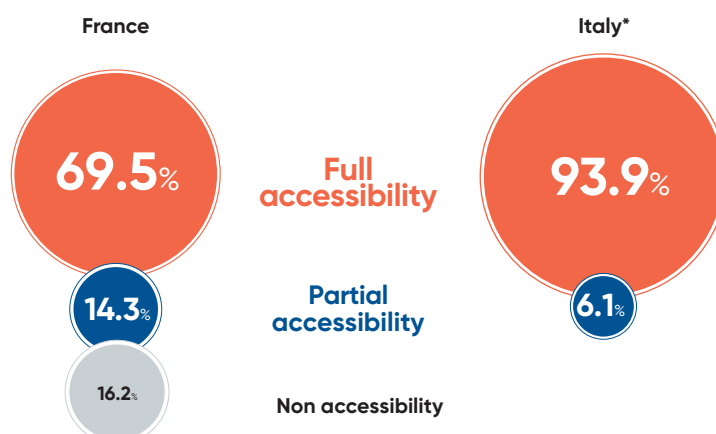 France
Italy*
69.5%
Full
accessibility
93.9%
14.3%
Partial
accessibility
6.1%
16.2%
Non accessibility